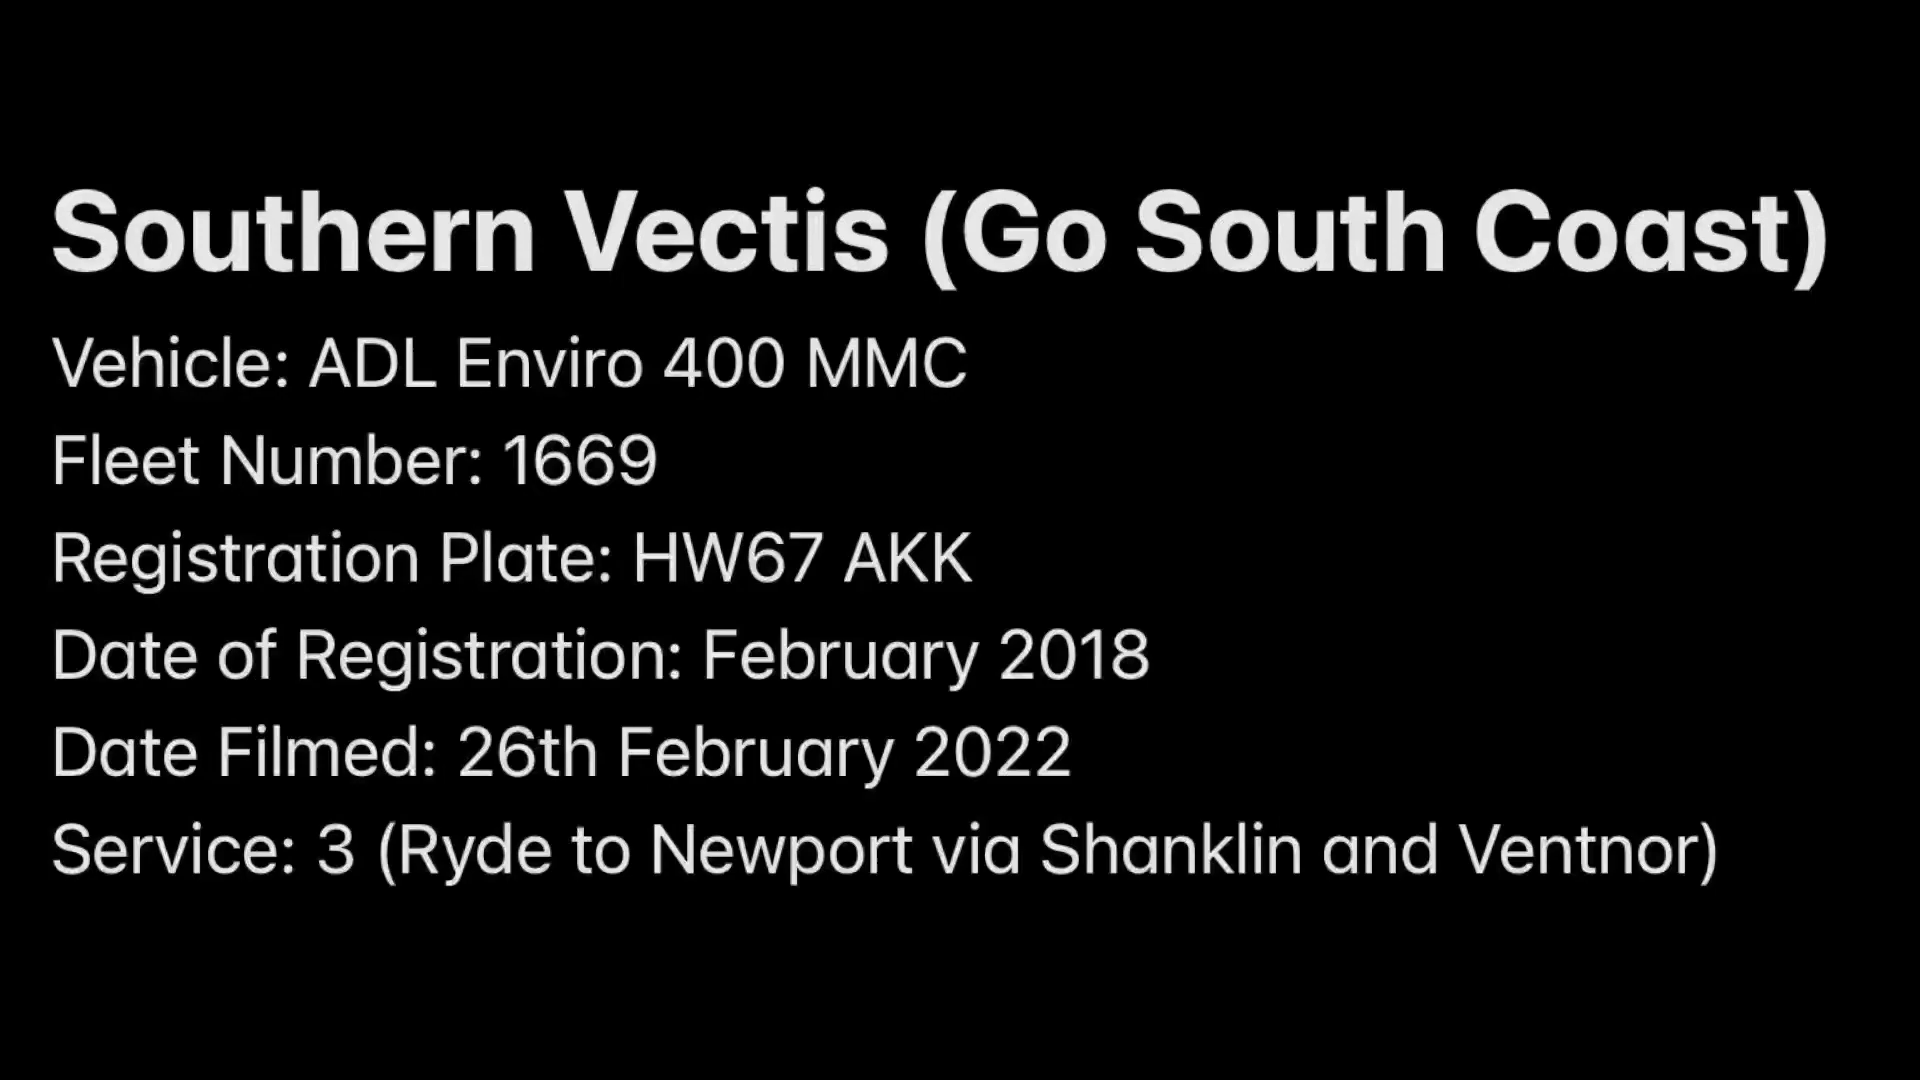 Southern Vectis (Go South Coast)
Vehicle: ADL Enviro 400 MMC
Fleet Number: 1669
Registration Plate: HW67 AKK
Date of Registration: February 2018
Date Filmed: 26th February 2022
Service: 3 (Ryde to Newport via Shanklin and Ventnor)